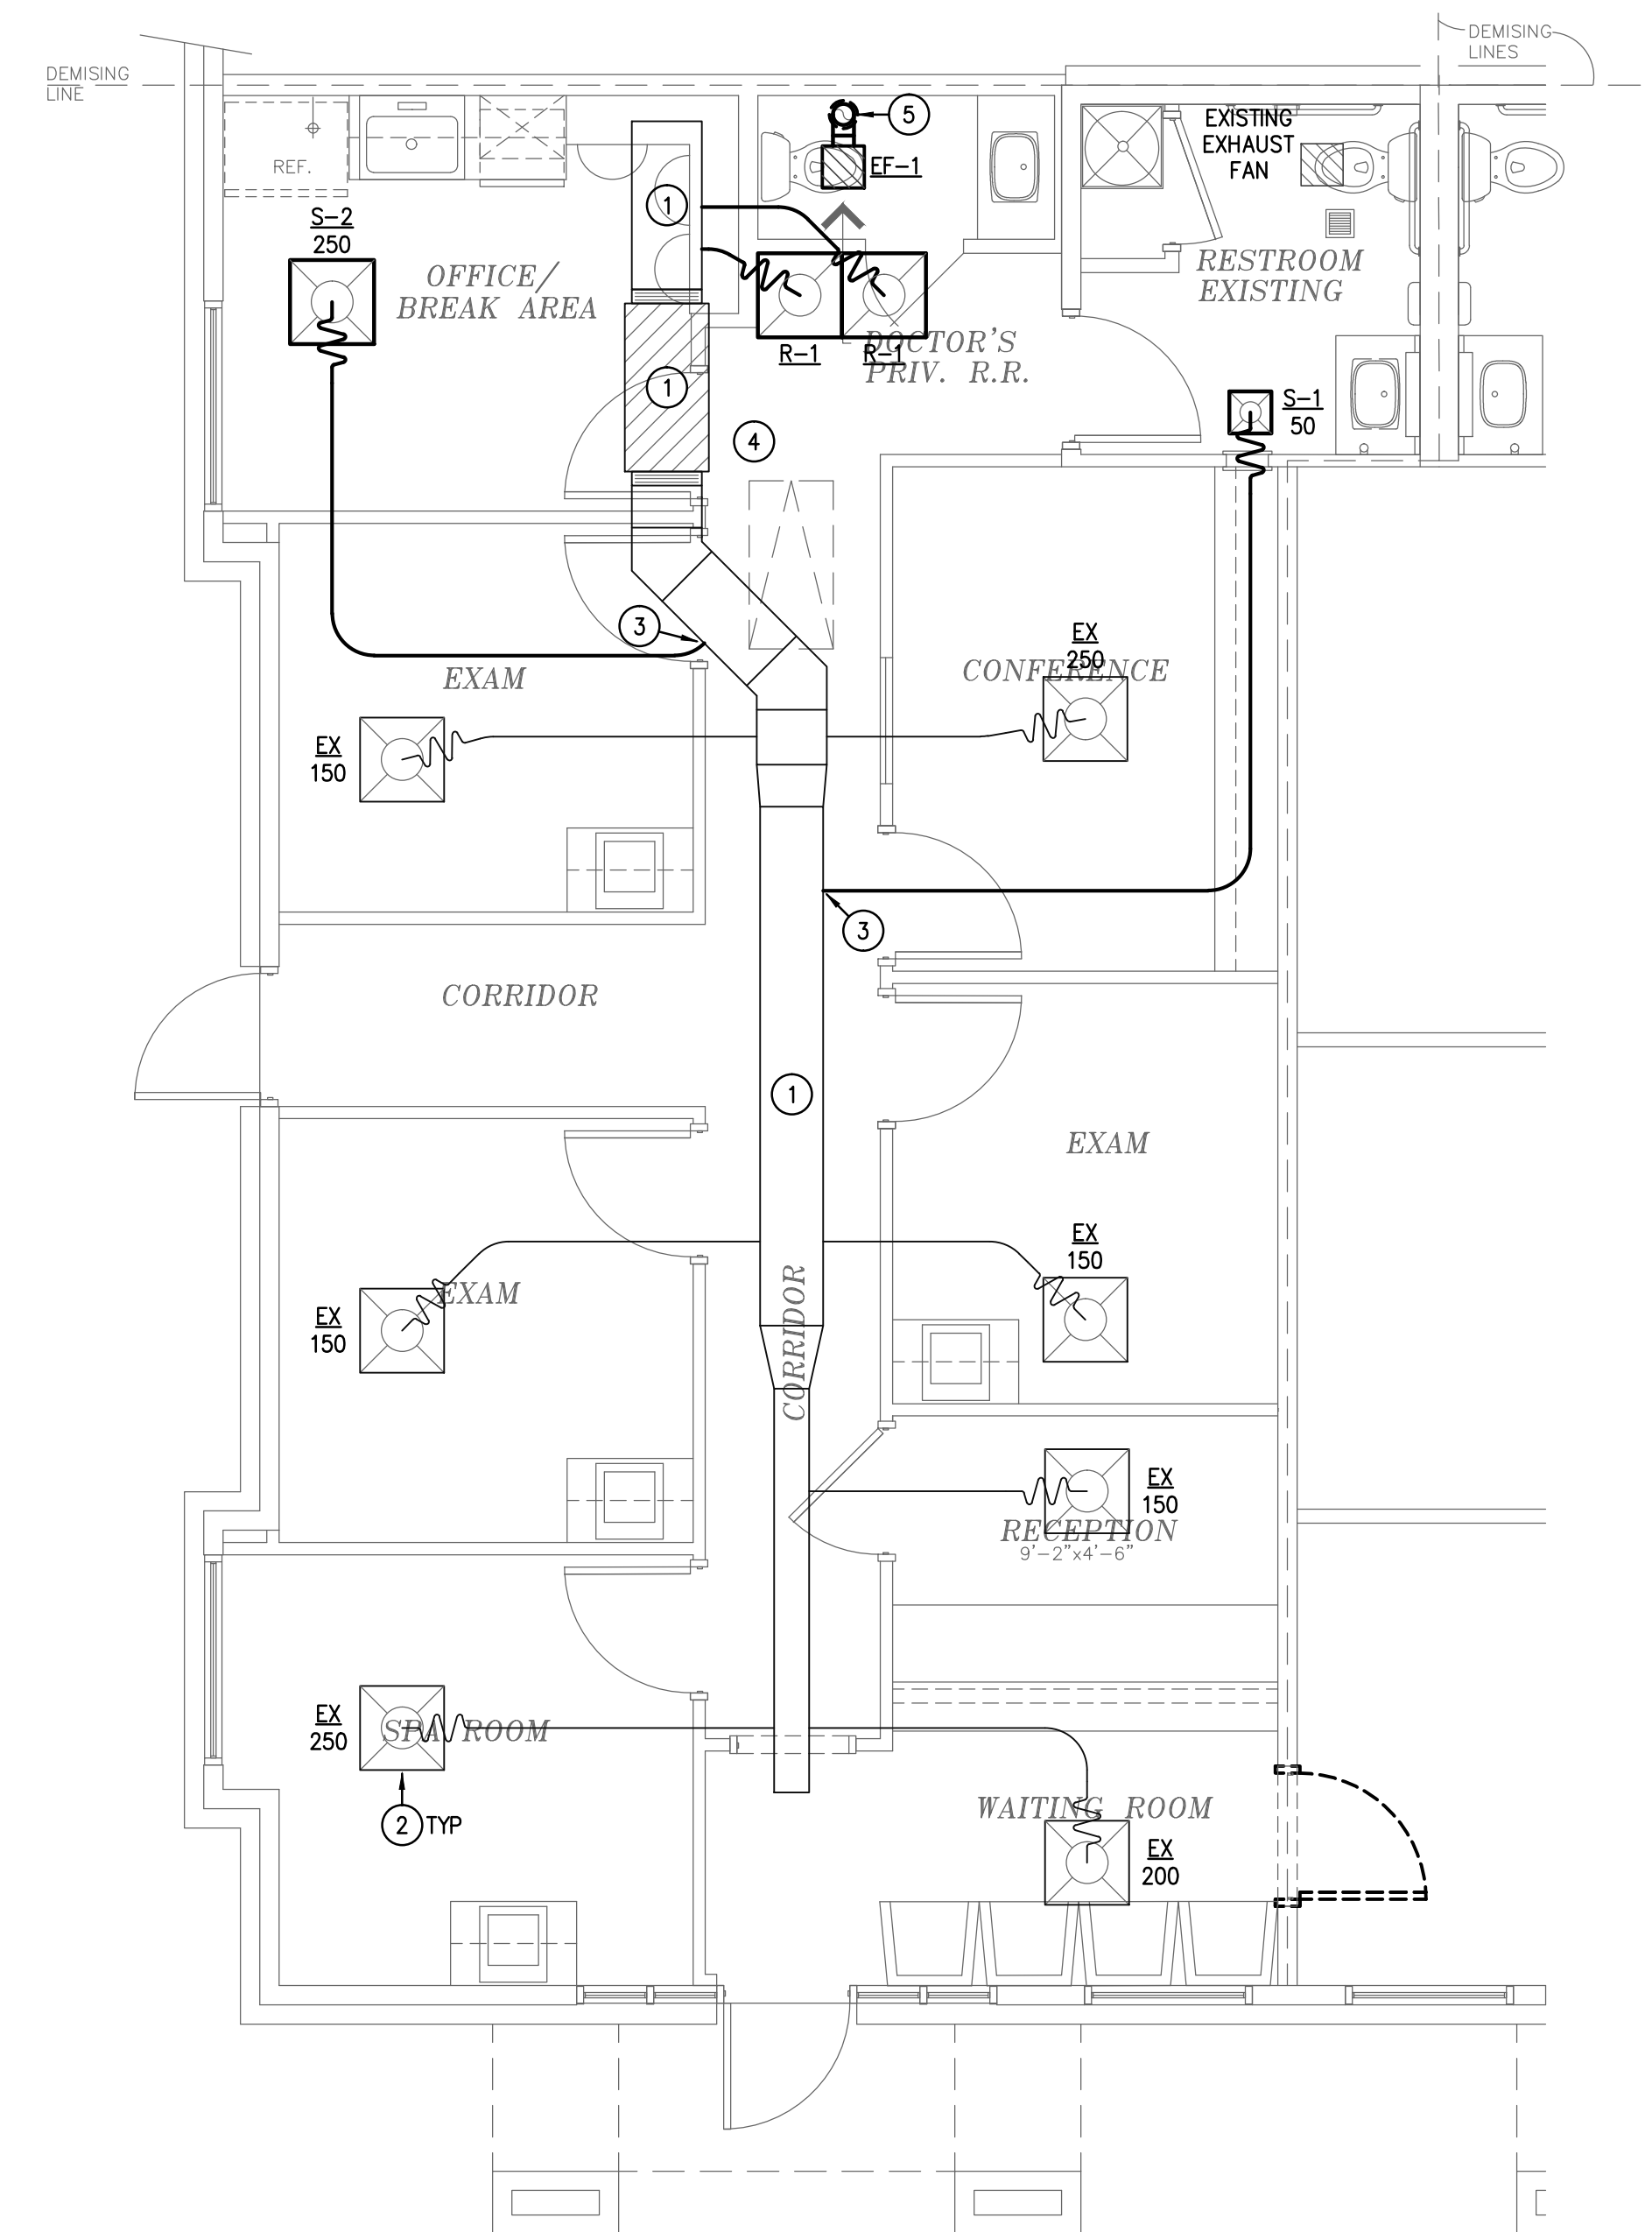 DEMISING
LINES
DEMISING
LINE
REF.
5
EF-1
EXISTING
EXHAUST
FAN
S-2
250
1
OFFICE/
BREAK AREA
RESTROOM
EXISTING
R-1
R-1
DOCTOR'S
PRIV. R.R.
1
4
S-1
50
3
EX
250
CONFERENCE
EXAM
EX
150
3
CORRIDOR
1
EXAM
EX
150
EXAM
EX
150
CORRIDOR
EX
150
RECEPTION
9'-2"x4'-6"
EX
250
SPA ROOM
2 TYP
WAITING ROOM
EX
200